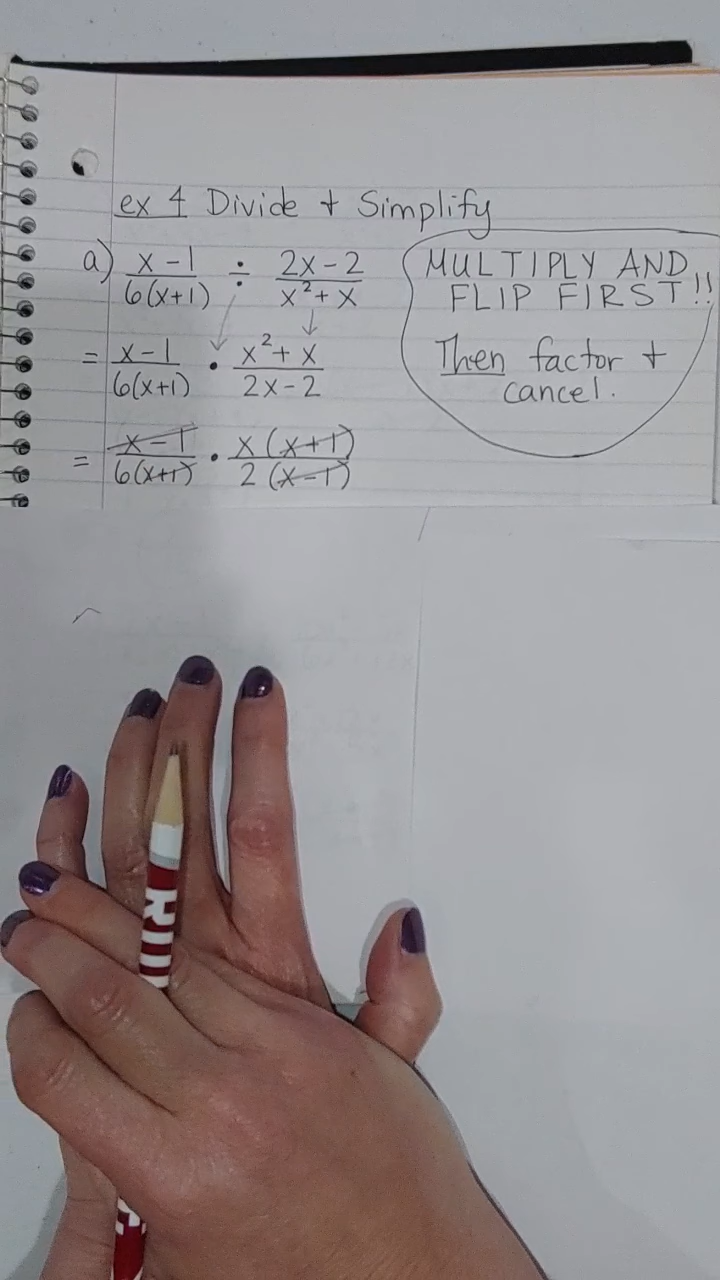 ex 4 Divide + Simplify
a) x-1/6(x+1) ÷ 2x-2/x²+x
= x-1/6(x+1) • x²+x/2x-2
= x-1/6(x+1) • x(x+1)/2(x-1)
MULTIPLY AND
FLIP FIRST!!
Then factor +
cancel.